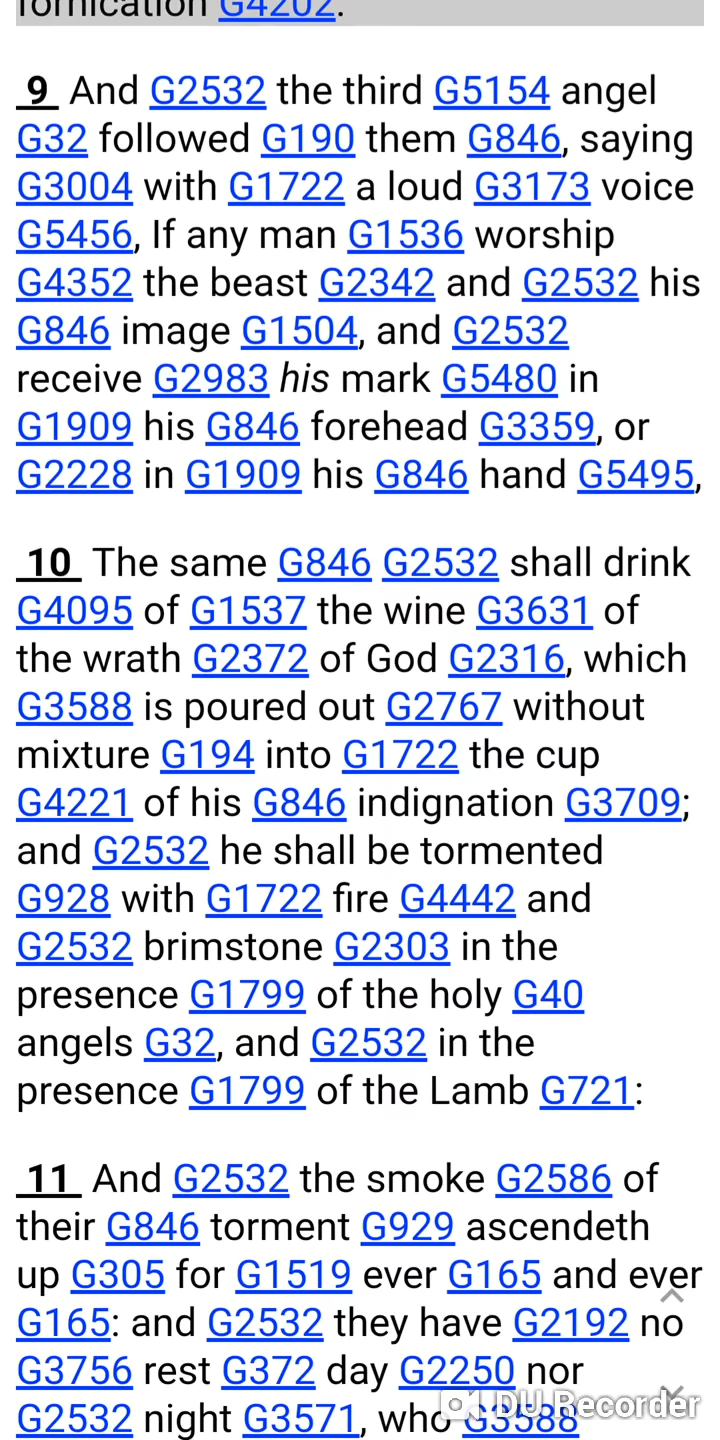 fornication G4202.
9 And G2532 the third G5154 angel
G32 followed G190 them G846, saying
G3004 with G1722 a loud G3173 voice
G5456, If any man G1536 worship
G4352 the beast G2342 and G2532 his
G846 image G1504, and G2532
receive G2983 his mark G5480 in
G1909 his G846 forehead G3359, or
G2228 in G1909 his G846 hand G5495,
10 The same G846 G2532 shall drink
G4095 of G1537 the wine G3631 of
the wrath G2372 of God G2316, which
G3588 is poured out G2767 without
mixture G194 into G1722 the cup
G4221 of his G846 indignation G3709;
and G2532 he shall be tormented
G928 with G1722 fire G4442 and
G2532 brimstone G2303 in the
presence G1799 of the holy G40
angels G32, and G2532 in the
presence G1799 of the Lamb G721:
11 And G2532 the smoke G2586 of
their G846 torment G929 ascendeth
up G305 for G1519 ever G165 and ever
G165: and G2532 they have G2192 no
G3756 rest G372 day G2250 nor
G2532 night G3571, who G3588
DU Recorder